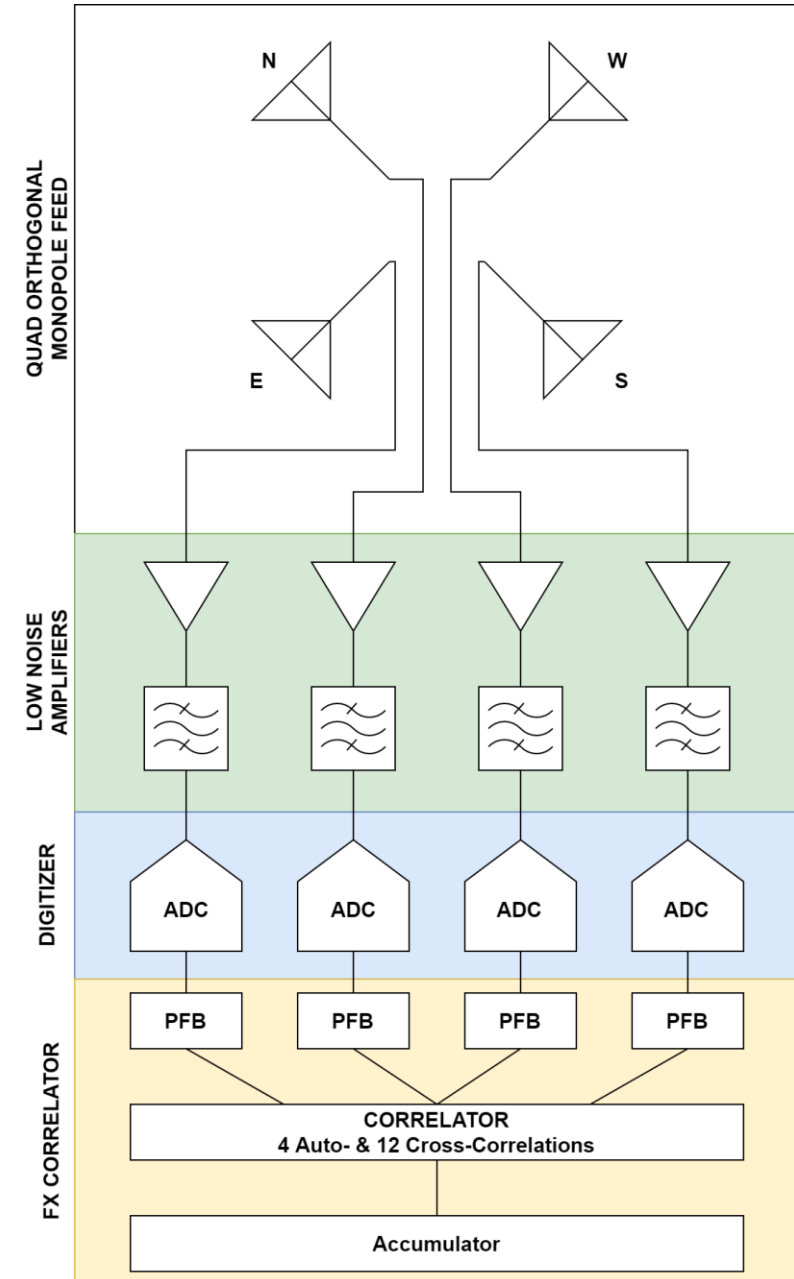 QUAD ORTHOGONAL
MONOPOLE FEED
N
W
E
S
LOW NOISE
AMPLIFIERS
DIGITIZER
ADC
ADC
ADC
ADC
FX CORRELATOR
PFB
PFB
PFB
PFB
CORRELATOR
4 Auto- & 12 Cross-Correlations
Accumulator